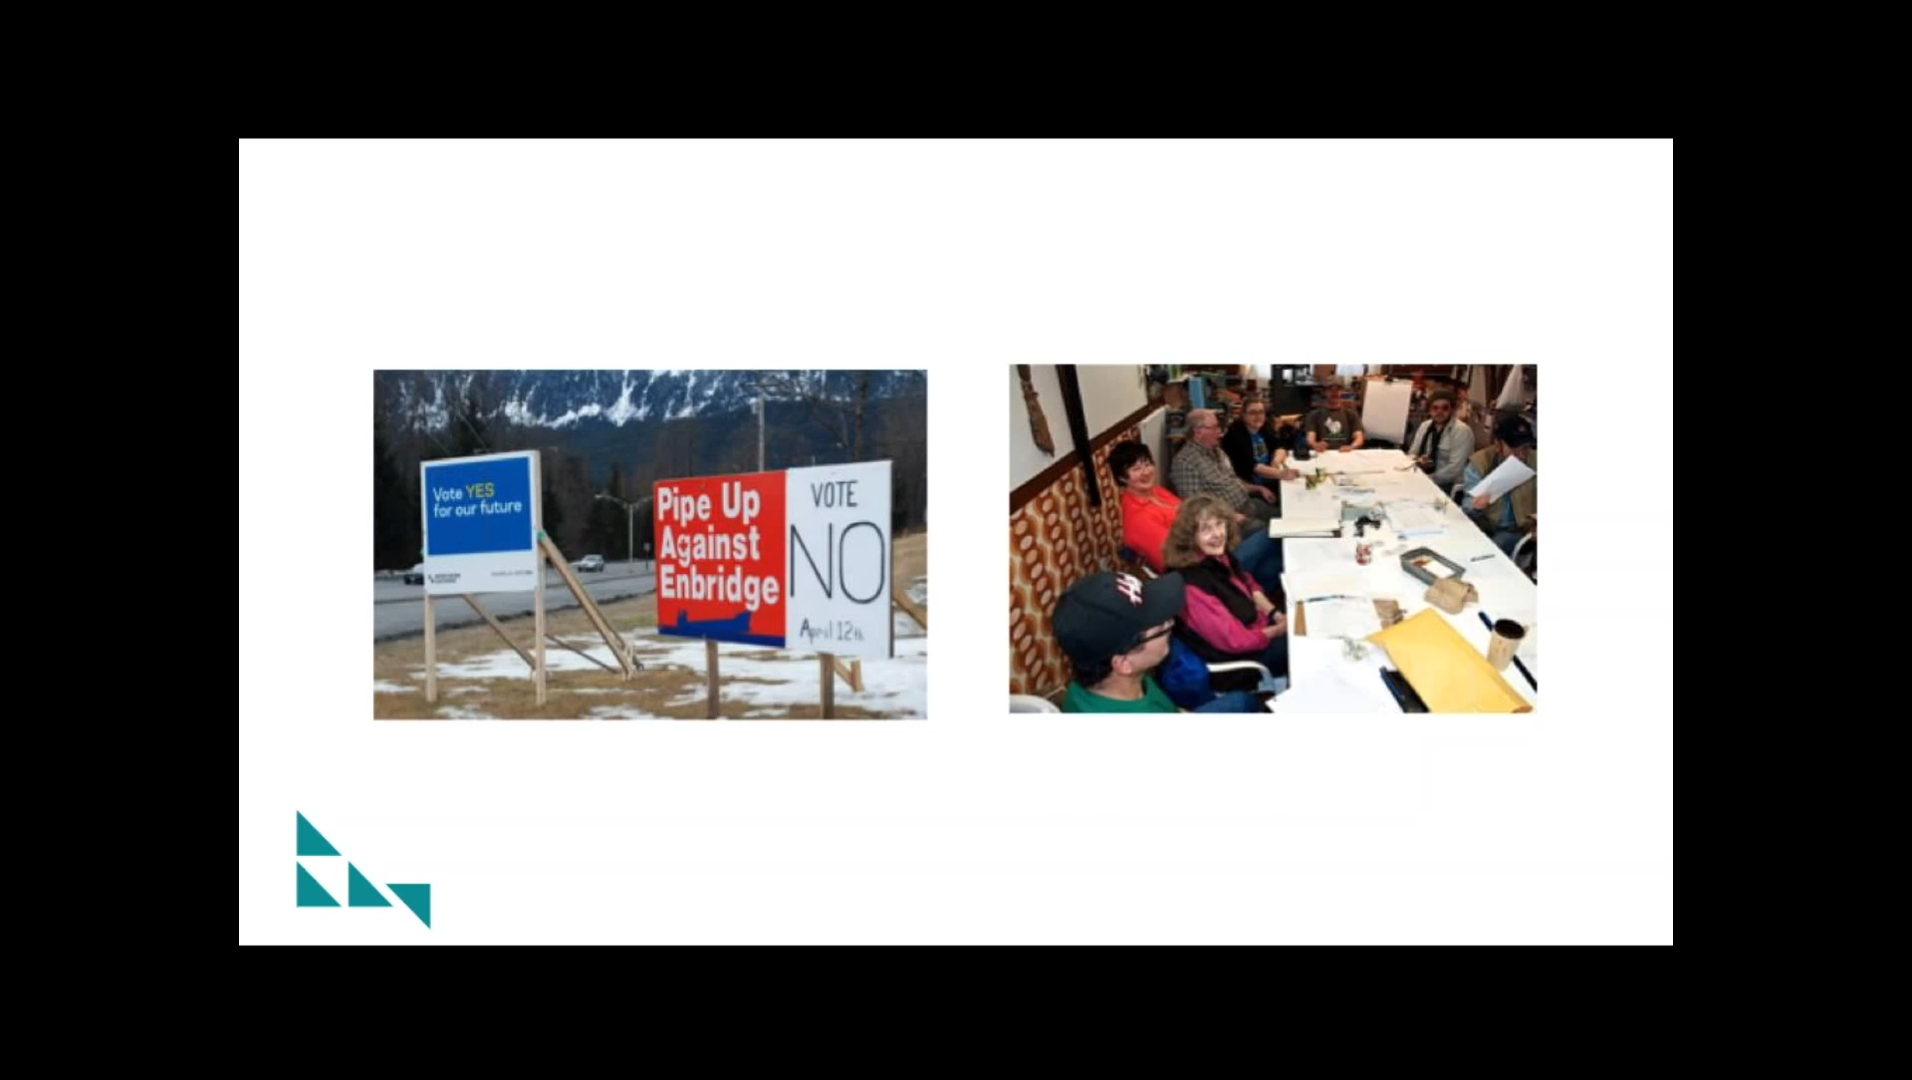 Vote YES
for our future
Pipe Up
Against
Enbridge
VOTE
NO
April 12th